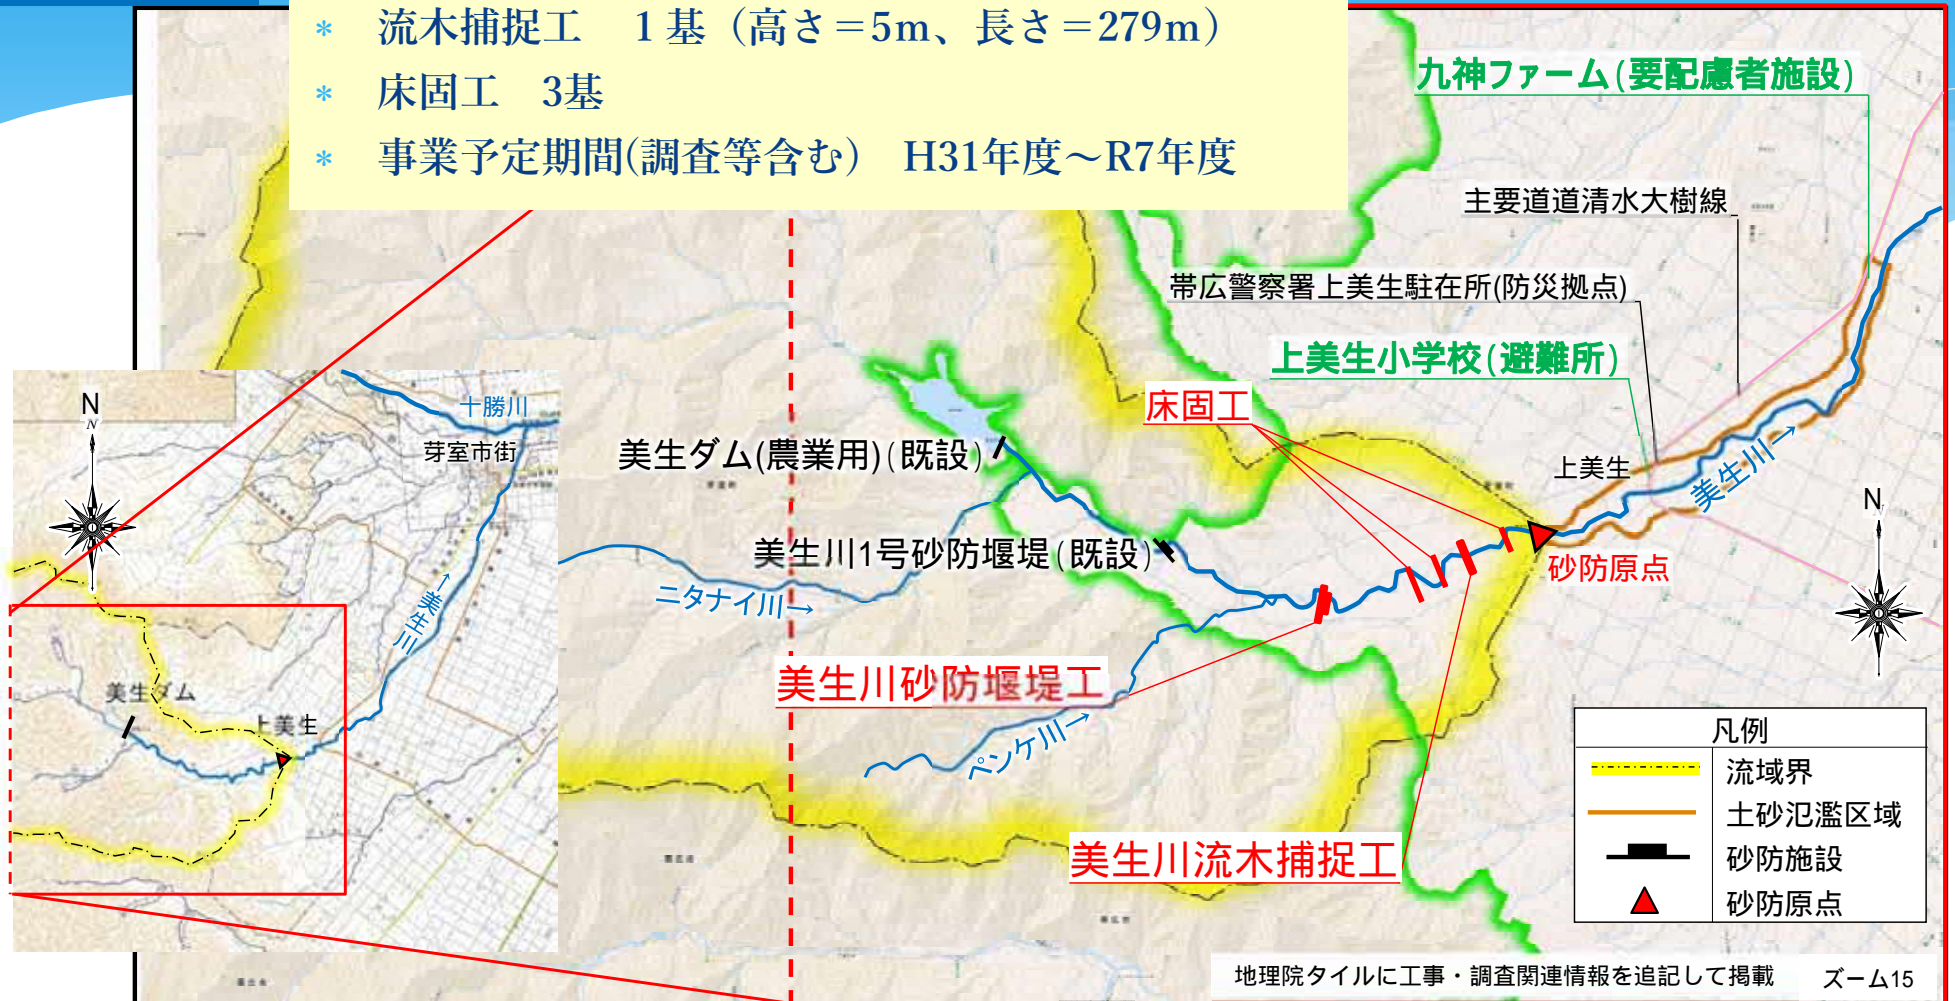 * 流木捕捉工 1基（高さ＝5m、長さ＝279m）
* 床固工 3基
* 事業予定期間(調査等含む） H31年度～R7年度
九神ファーム(要配慮者施設)
主要道道清水大樹線
帯広警察署上美生駐在所(防災拠点)
上美生小学校(避難所)
床固工
美生ダム(農業用)(既設)
上美生
美生川→
美生川1号砂防堰堤(既設)
砂防原点
ニタナイ川→
美生川砂防堰堤工
ペンケ川→
美生川流木捕捉工
N
N
N
十勝川
芽室市街
美生川→
美生ダム
上美生
凡例
流域界
土砂氾濫区域
砂防施設
砂防原点
地理院タイルに工事・調査関連情報を追記して掲載 ズーム15